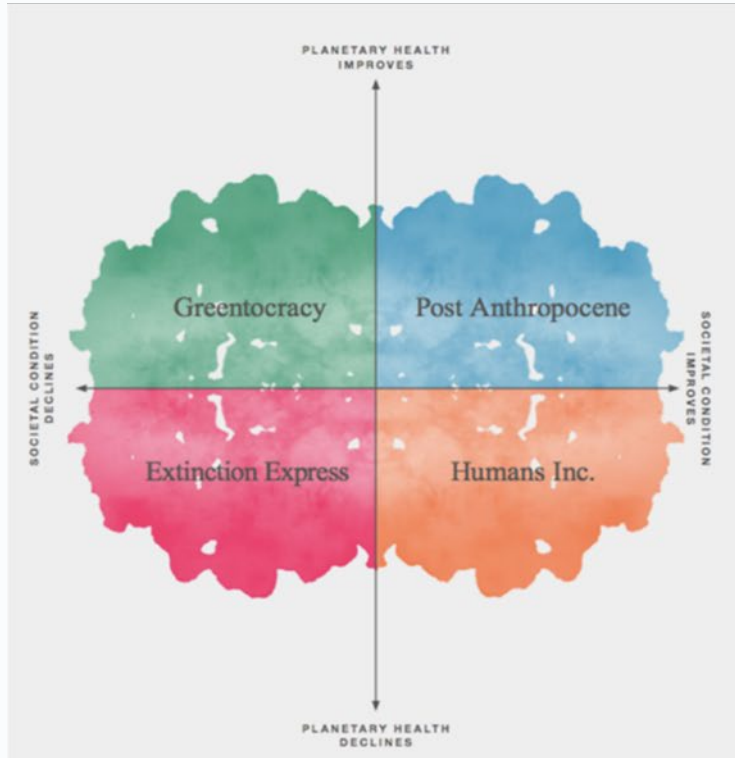 PLANETARY HEALTH
IMPROVES
Greentocracy
Post Anthropocene
SOCIETAL CONDITION
DECLINES
SOCIETAL CONDITION
IMPROVES
Extinction Express
Humans Inc.
PLANETARY HEALTH
DECLINES